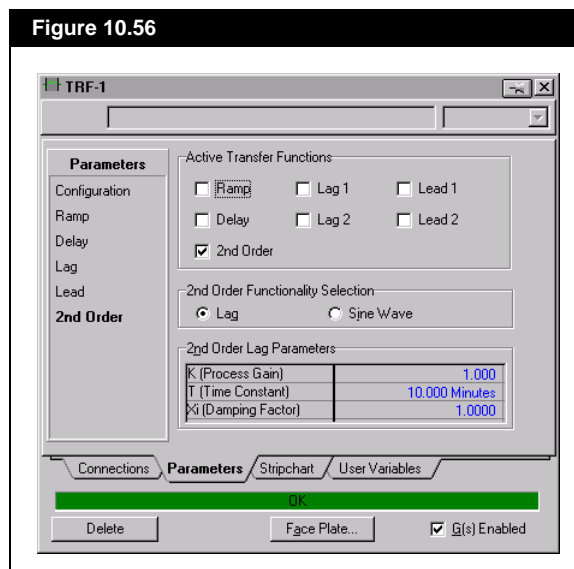 Figure 10.56
TRF-1
Parameters
Configuration
Ramp
Delay
Lag
Lead
2nd Order
Active Transfer Functions
Ramp Lag 1 Lead 1
Delay Lag 2 Lead 2
2nd Order
2nd Order Functionality Selection
Lag Sine Wave
2nd Order Lag Parameters
K (Process Gain) 1.000
T (Time Constant) 10.000 Minutes
Xi (Damping Factor) 1.0000
Connections Parameters Stripchart User Variables
OK
Delete Face Plate... G(s) Enabled